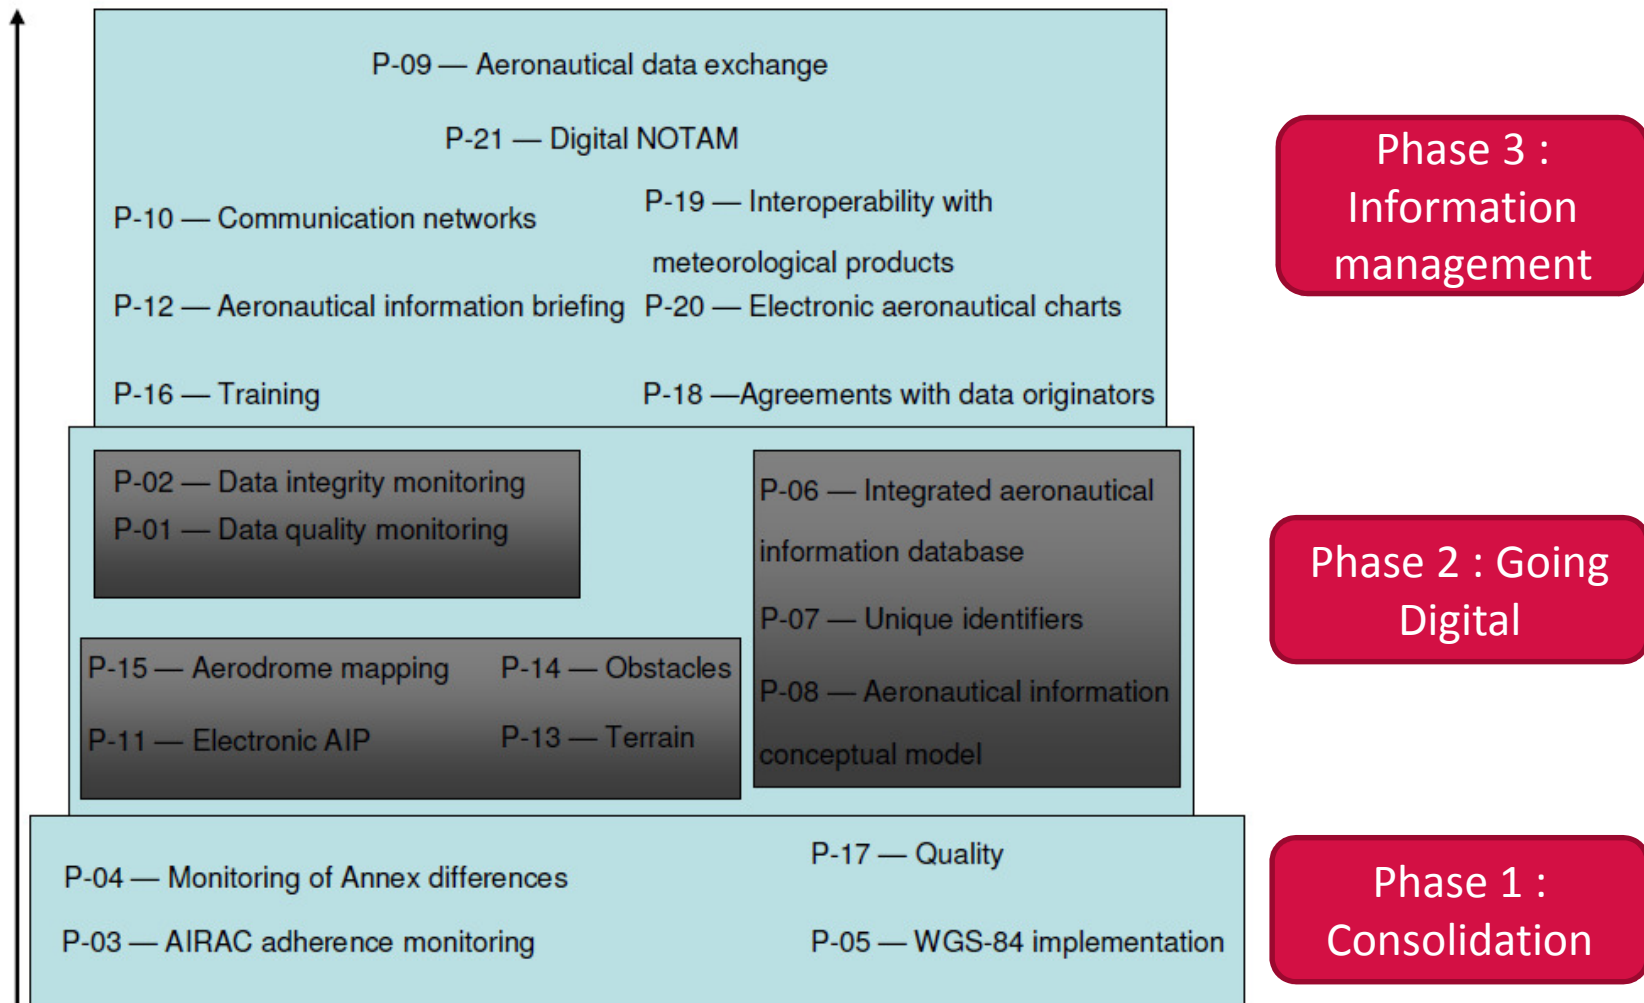 P-09 — Aeronautical data exchange
P-21 — Digital NOTAM
P-10 — Communication networks
P-19 — Interoperability with
meteorological products
P-12 — Aeronautical information briefing
P-20 — Electronic aeronautical charts
P-16 — Training
P-18 —Agreements with data originators
Phase 3 :
Information
management
P-02 — Data integrity monitoring
P-01 — Data quality monitoring
P-06 — Integrated aeronautical
information database
P-07 — Unique identifiers
P-08 — Aeronautical information
conceptual model
P-15 — Aerodrome mapping
P-14 — Obstacles
P-11 — Electronic AIP
P-13 — Terrain
Phase 2 : Going
Digital
P-04 — Monitoring of Annex differences
P-17 — Quality
P-03 — AIRAC adherence monitoring
P-05 — WGS-84 implementation
Phase 1 :
Consolidation